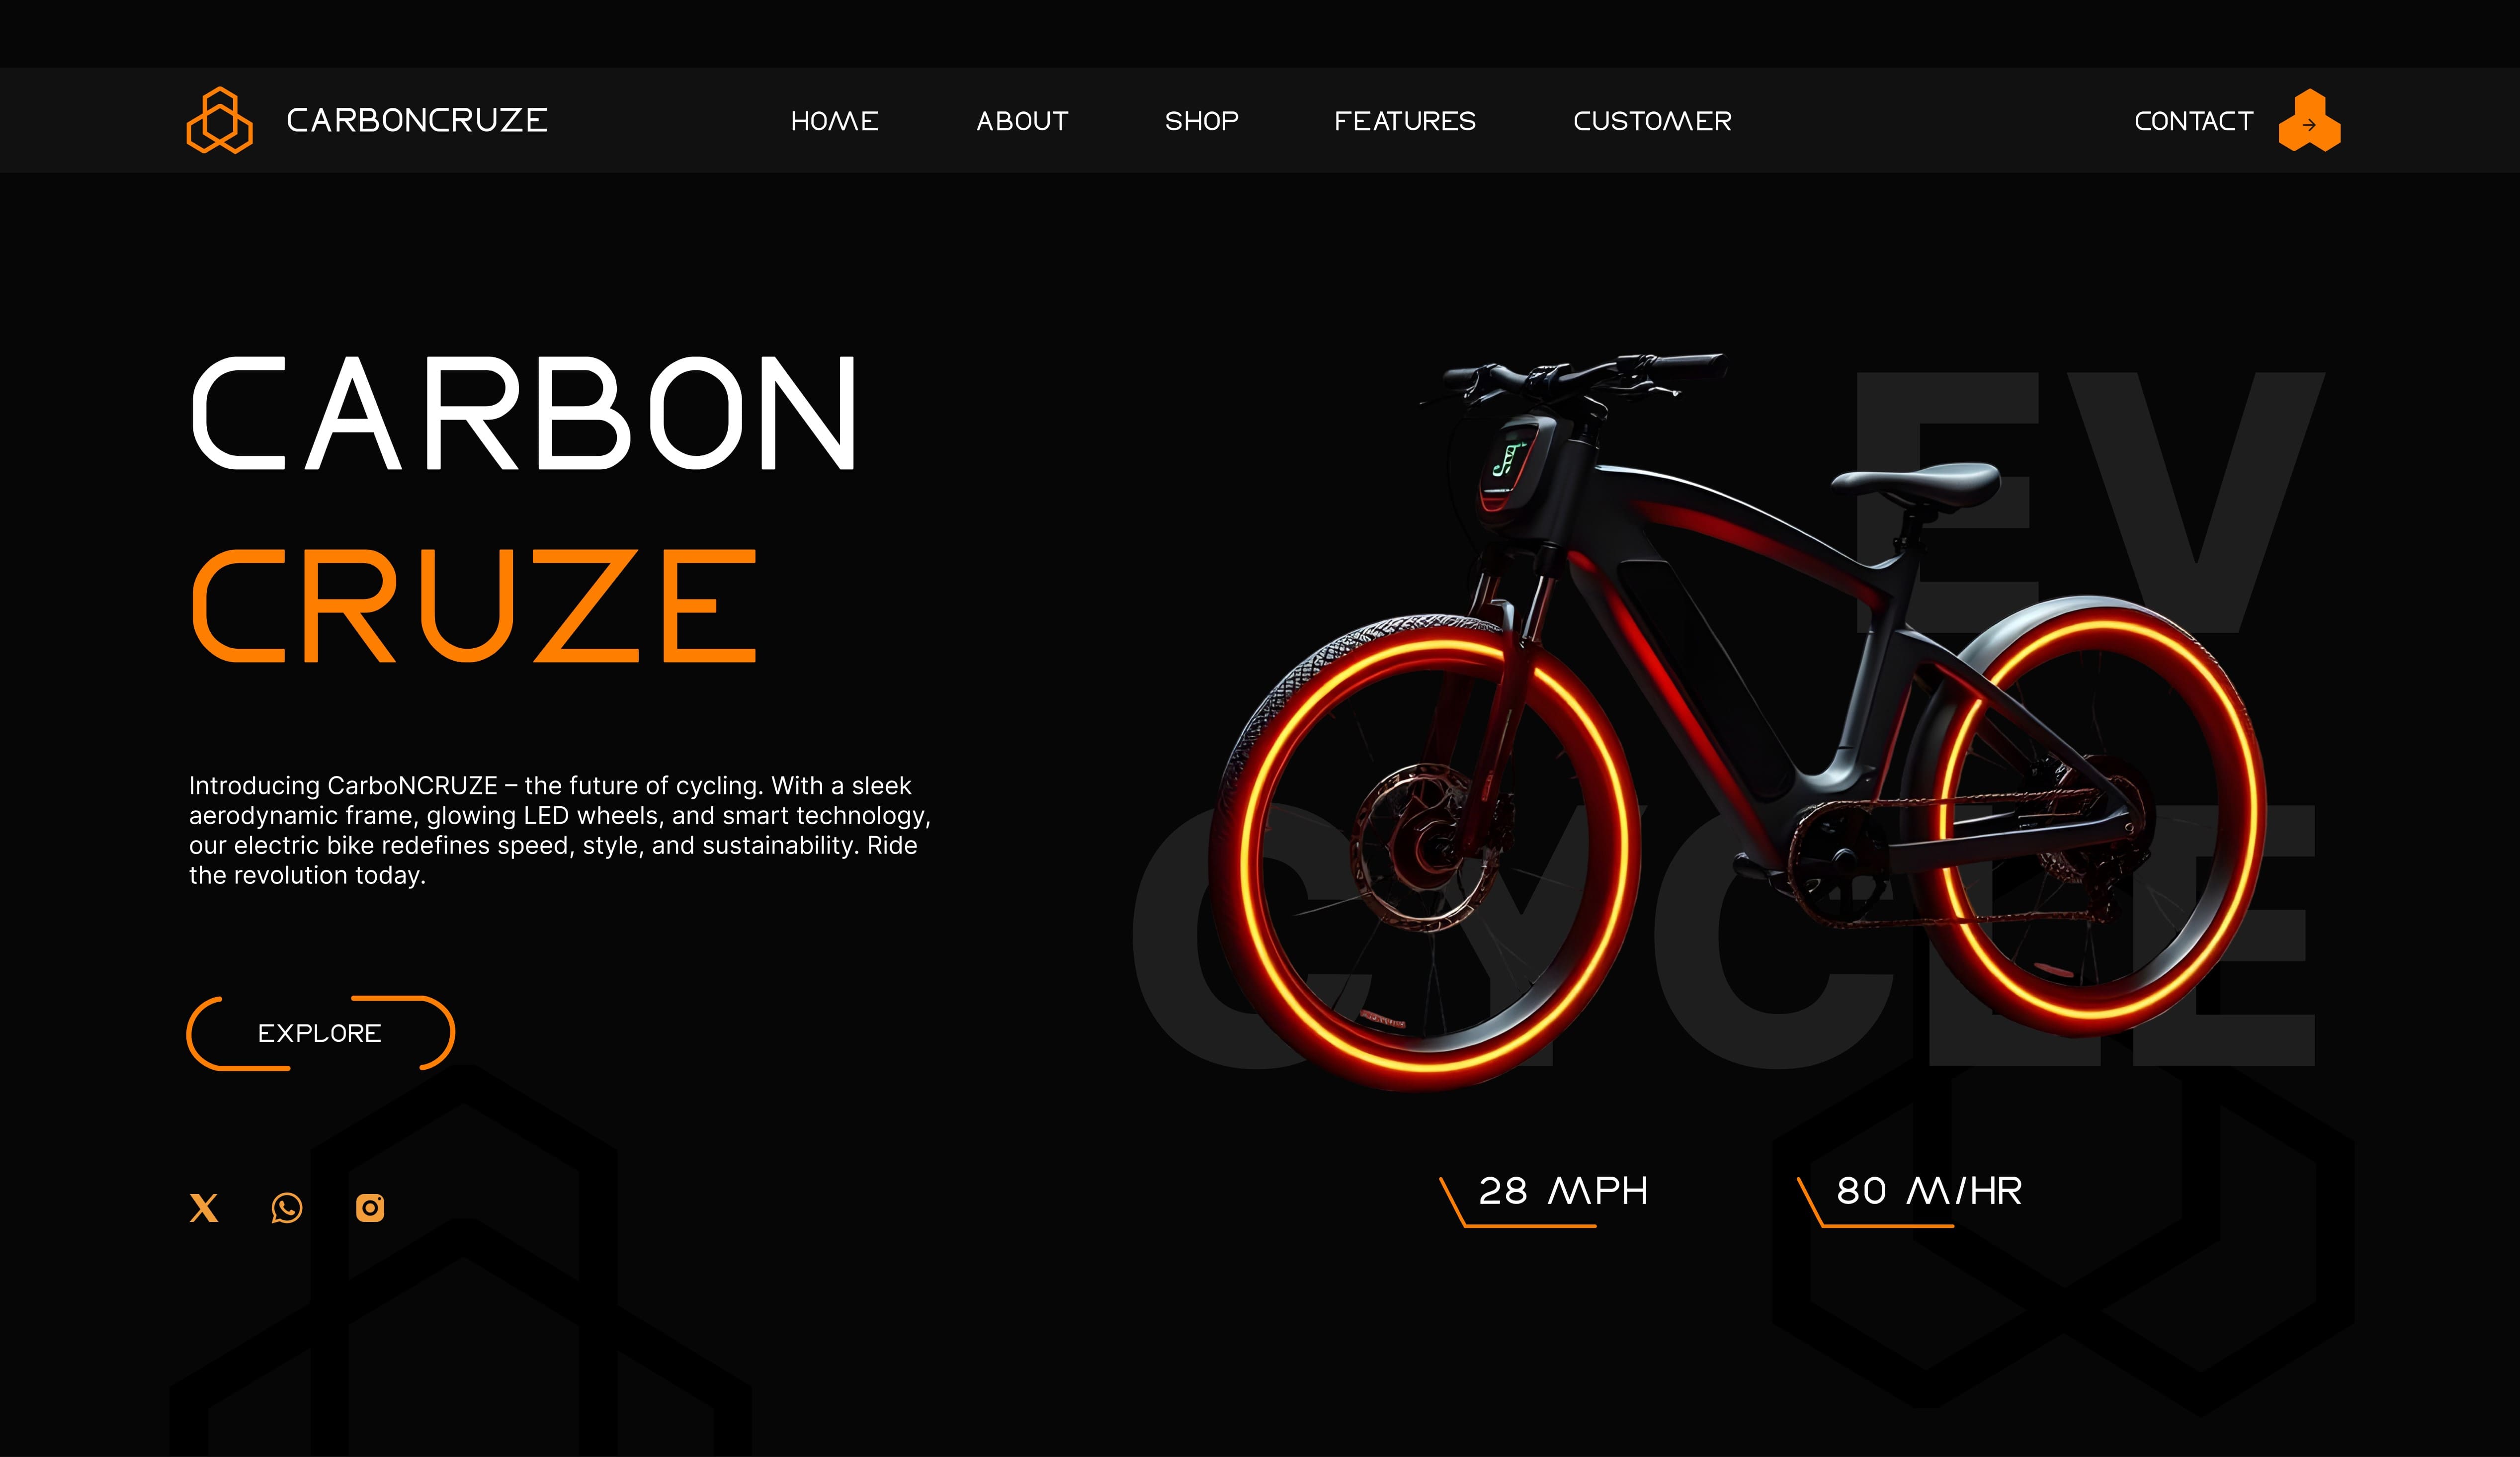 CARBONCRUZE
HOME
ABOUT
SHOP
FEATURES
CUSTOMER
CONTACT
CARBON
CRUZE
Introducing CarboNCRUZE – the future of cycling. With a sleek
aerodynamic frame, glowing LED wheels, and smart technology,
our electric bike redefines speed, style, and sustainability. Ride
the revolution today.
EXPLORE
EV
CYCLE
28 MPH
80 M/HR